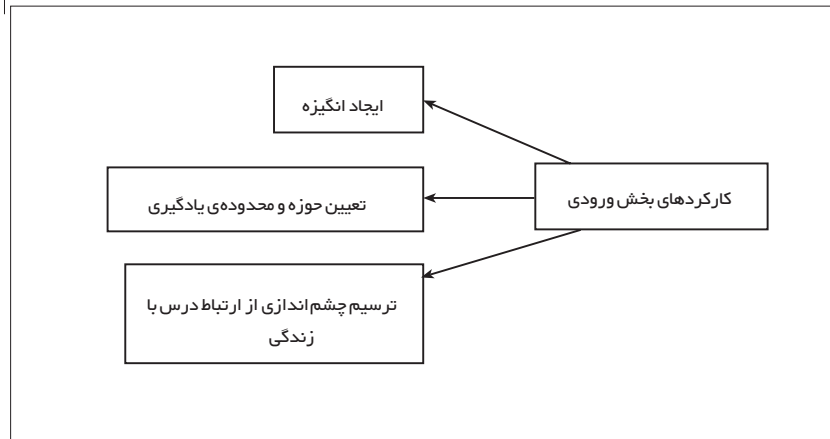 ایجاد انگیزه
کارکردهای بخش ورودی
تعیین حوزه و محدوده‌ی یادگیری
ترسیم چشم‌اندازی از ارتباط درس با
زندگی